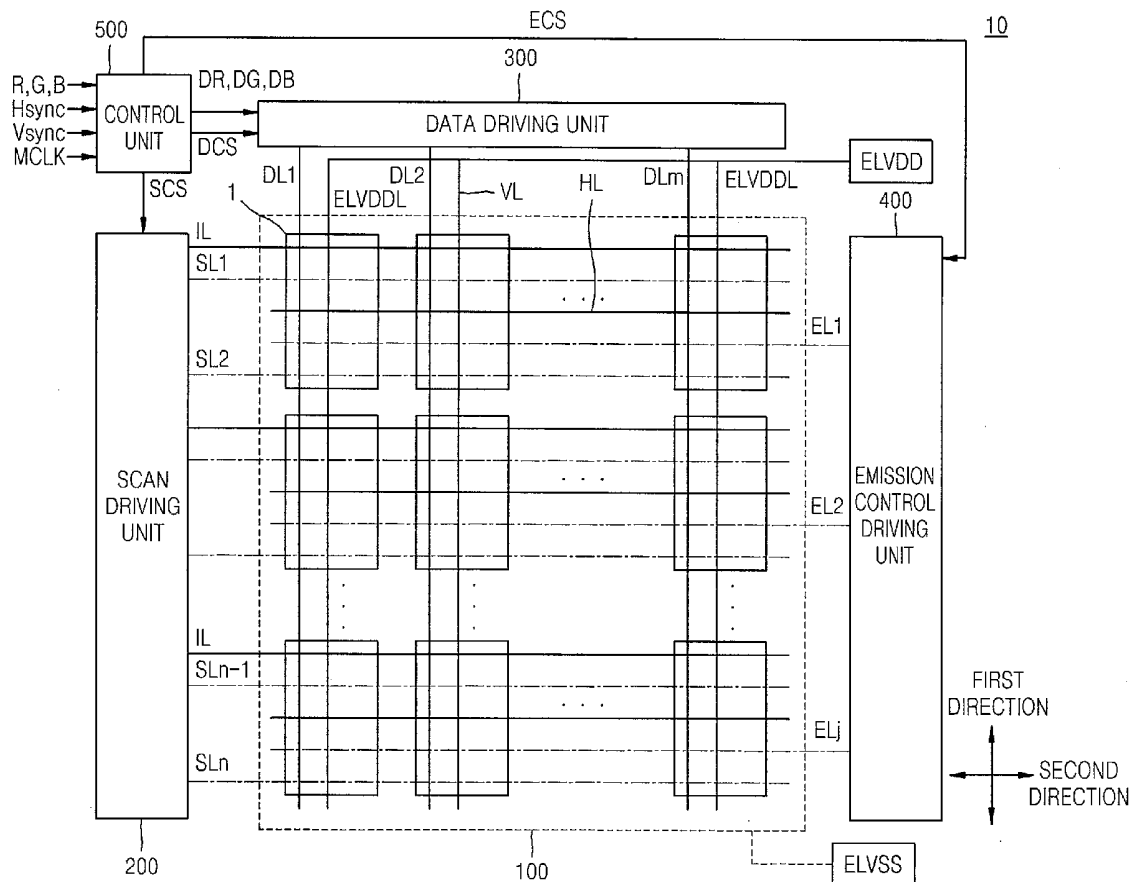 ECS
10
500
300
R,G,B
Hsync
Vsync
MCLK
CONTROL
UNIT
DR,DG,DB
DCS
SCS
DATA DRIVING UNIT
ELVDD
DL1
ELVDDL
DL2
VL
HL
DLm
ELVDDL
400
1
IL
SL1
SL2
EL1
SCAN
DRIVING
UNIT
EL2
EMISSION
CONTROL
DRIVING
UNIT
IL
SLn-1
SLn
ELj
FIRST
DIRECTION
SECOND
DIRECTION
200
100
ELVSS